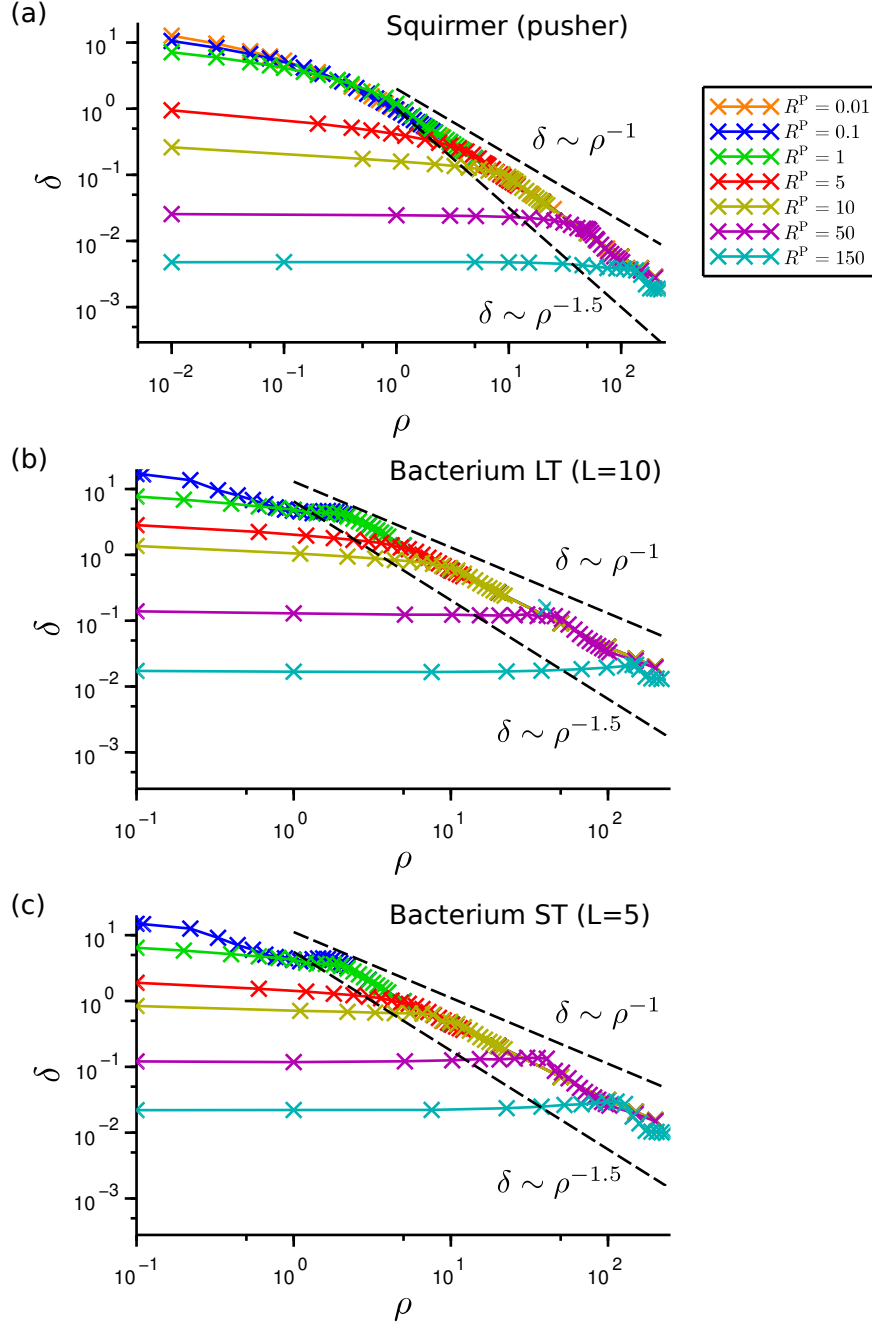 (a)
Squirmer (pusher)
10^1
10^0
10^{-1}
10^{-2}
10^{-3}
δ
δ ∼ ρ^{-1}
δ ∼ ρ^{-1.5}
10^{-2}
10^{-1}
10^0
10^1
10^2
ρ
R^P = 0.01
R^P = 0.1
R^P = 1
R^P = 5
R^P = 10
R^P = 50
R^P = 150
(b)
Bacterium LT (L=10)
10^1
10^0
10^{-1}
10^{-2}
10^{-3}
δ
δ ∼ ρ^{-1}
δ ∼ ρ^{-1.5}
10^{-1}
10^0
10^1
10^2
ρ
(c)
Bacterium ST (L=5)
10^1
10^0
10^{-1}
10^{-2}
10^{-3}
δ
δ ∼ ρ^{-1}
δ ∼ ρ^{-1.5}
10^{-1}
10^0
10^1
10^2
ρ